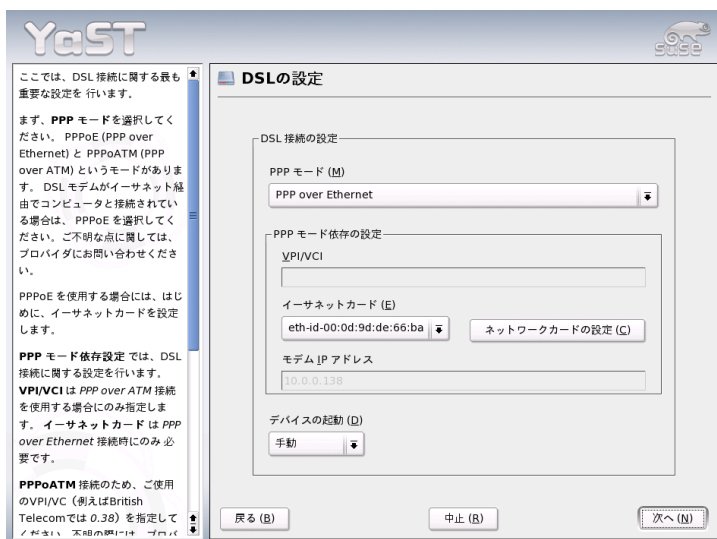 YaST
SUSE
ここでは、DSL 接続に関する最も
重要な設定を 行います。
まず、PPP モードを選択してく
ださい。 PPPoE (PPP over
Ethernet) と PPPoATM (PPP
over ATM) というモードがありま
す。 DSL モデムがイーサネット経
由でコンピュータと接続されてい
る場合は、 PPPoE を選択してく
ださい。ご不明な点に関しては、
プロバイダにお問い合わせくださ
い。
PPPoE を使用する場合には、はじ
めに、イーサネットカードを設定
します。
PPP モード依存設定 では、DSL
接続に関する設定を行います。
VPI/VCI は PPP over ATM 接続
を使用する場合にのみ指定しま
す。 イーサネットカード は PPP
over Ethernet 接続時にのみ 必
要です。
PPPoATM 接続のため、ご使用
のVPI/VC（例えばBritish
Telecomでは 0.38）を指定して
ください。不明の際には、プロバ
DSLの設定
DSL 接続の設定
PPP モード (M)
PPP over Ethernet
PPP モード依存の設定
VPI/VCI
イーサネットカード (E)
eth-id-00:0d:9d:de:66:ba
ネットワークカードの設定 (C)
モデム IP アドレス
10.0.0.138
デバイスの起動 (D)
手動
戻る (B)
中止 (R)
次へ (N)